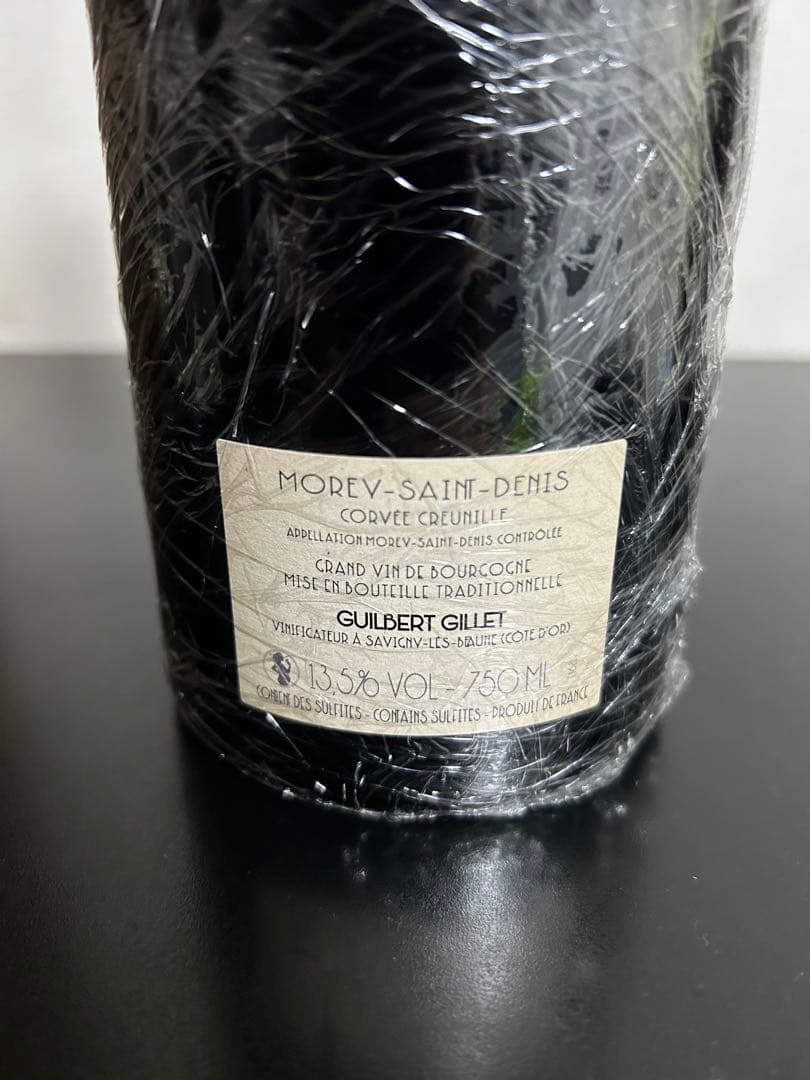 MOREY-SAINT-DENIS
CORVÉE CREUNILLE
APPELLATION MOREY-SAINT-DENIS CONTRÔLÉE
GRAND VIN DE BOURGOGNE
MISE EN BOUTEILLE TRADITIONNELLE
GUILBERT GILLET
VINIFICATEUR À SAVIGNY-LÈS-BEAUNE (CÔTE D'OR)
13,5% VOL - 750 ML
CONTIENT DES SULFITES - CONTAINS SULFITES - PRODUIT DE FRANCE